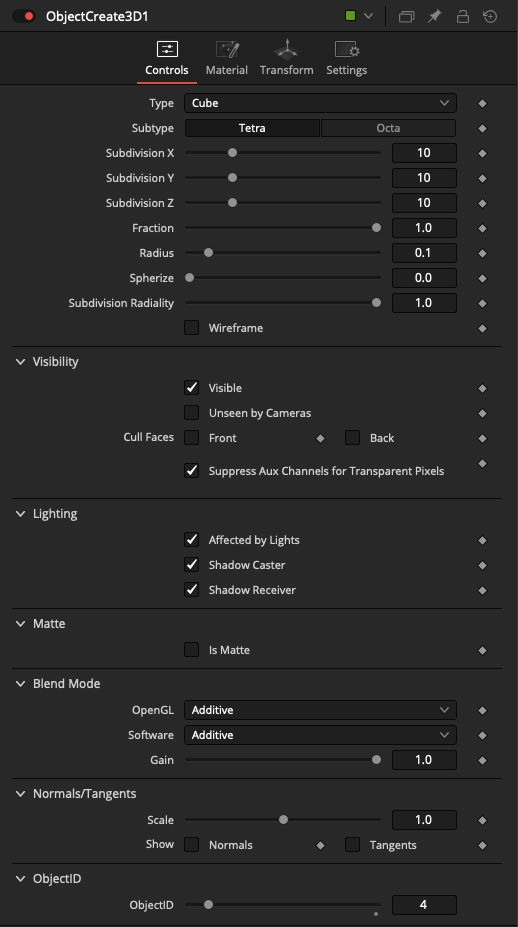 ObjectCreate3D1
Controls Material Transform Settings
Type Cube
Subtype Tetra Octa
Subdivision X 10
Subdivision Y 10
Subdivision Z 10
Fraction 1.0
Radius 0.1
Spherize 0.0
Subdivision Radiality 1.0
Wireframe
Visibility
Visible
Unseen by Cameras
Cull Faces Front Back
Suppress Aux Channels for Transparent Pixels
Lighting
Affected by Lights
Shadow Caster
Shadow Receiver
Matte
Is Matte
Blend Mode
OpenGL Additive
Software Additive
Gain 1.0
Normals/Tangents
Scale 1.0
Show Normals Tangents
ObjectID
ObjectID 4